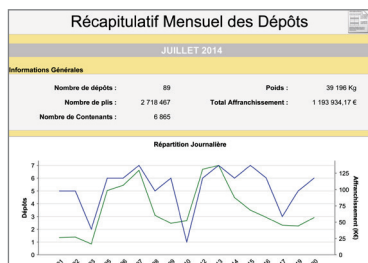 Récapitulatif Mensuel des Dépôts
JUILLET 2014
Informations Générales
Nombre de dépôts : 89 Poids : 39 196 Kg
Nombre de plis : 2 718 467 Total Affranchissement : 1 193 934,17 €
Nombre de Contenants : 6 865
Répartition Journalière
Dépôts
7
6
5
4
3
2
1
0
125
100
75
50
25
0
Affranchissement (K€)